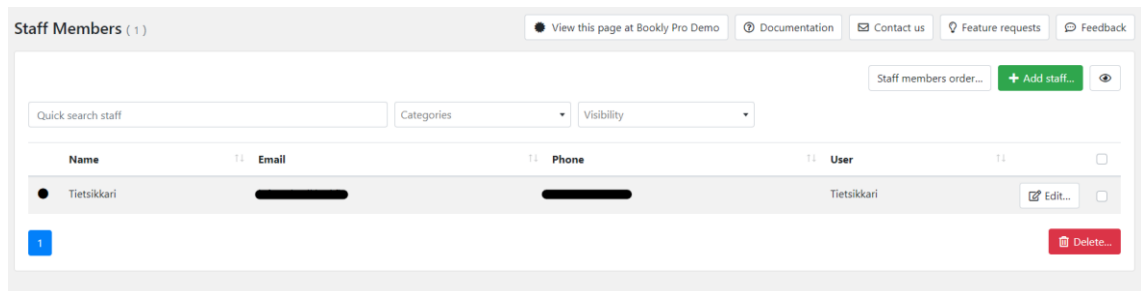 Staff Members ( 1 ) View this page at Bookly Pro Demo Documentation Contact us Feature requests Feedback
Staff members order... Add staff...
Quick search staff Categories Visibility
Name Email Phone User
Tietsikkari Tietsikkari Edit...
1 Delete...